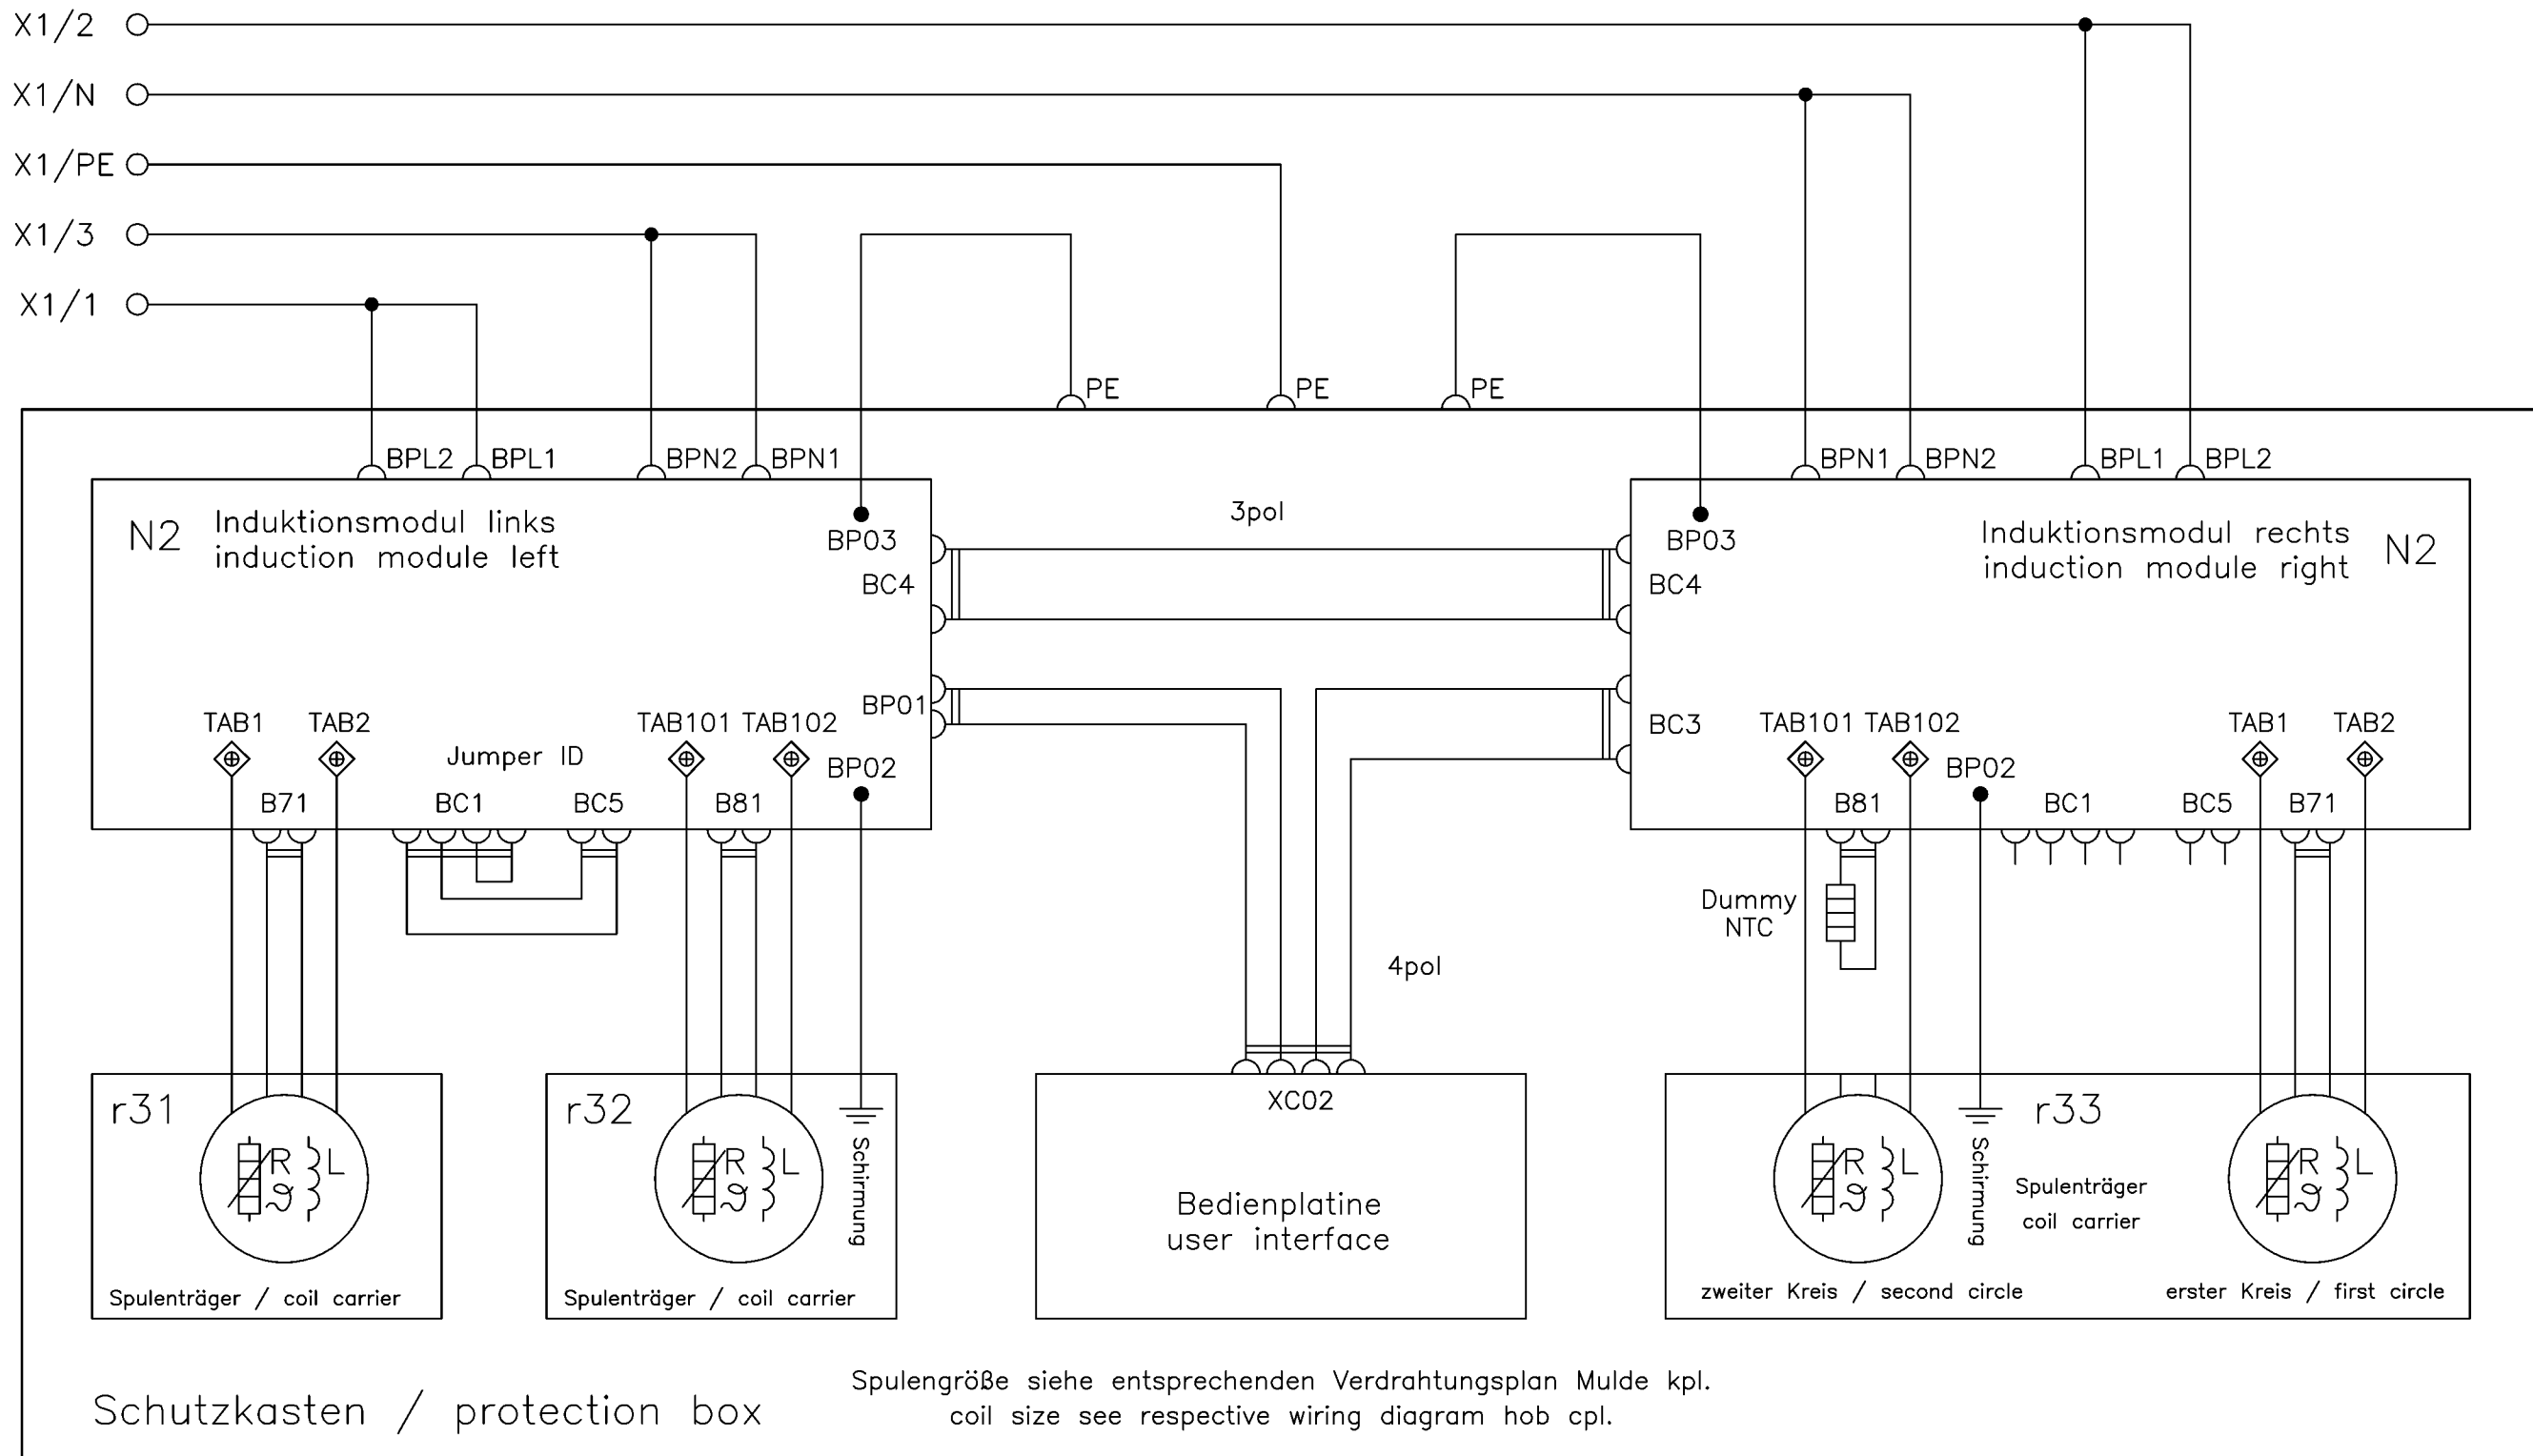 X1/2
X1/N
X1/PE
X1/3
X1/1
PE PE PE
BPL2 BPL1 BPN2 BPN1
BPN1 BPN2 BPL1 BPL2
N2
Induktionsmodul links
induction module left
BP03
BC4
BP01
BP02
TAB1 TAB2
Jumper ID
TAB101 TAB102
B71 BC1 BC5 B81
3pol
Induktionsmodul rechts
induction module right
N2
BP03
BC4
BC3
TAB101 TAB102
BP02
TAB1 TAB2
B81 BC1 BC5 B71
Dummy
NTC
4pol
r31
R L
ϑ
Spulenträger / coil carrier
r32
R L
ϑ
Schirmung
Spulenträger / coil carrier
XC02
Bedienplatine
user interface
R L
ϑ
Schirmung
r33
Spulenträger
coil carrier
R L
ϑ
zweiter Kreis / second circle
erster Kreis / first circle
Schutzkasten / protection box
Spulengröße siehe entsprechenden Verdrahtungsplan Mulde kpl.
coil size see respective wiring diagram hob cpl.